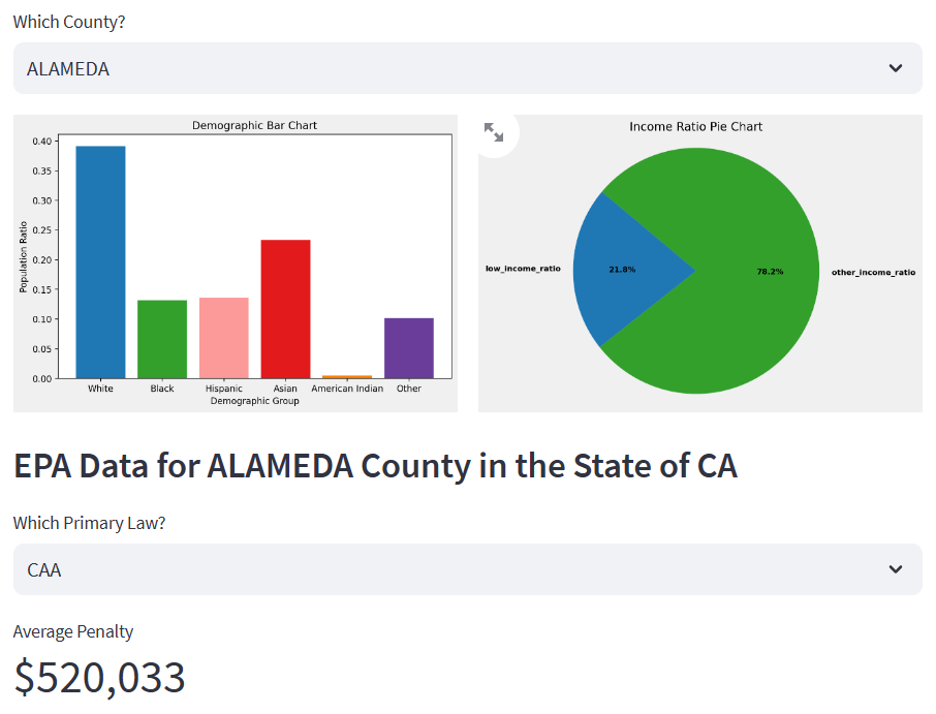 Which County?
ALAMEDA
Demographic Bar Chart
0.40
0.35
0.30
0.25
0.20
0.15
0.10
0.05
0.00
Population Ratio
White Black Hispanic Asian American Indian Other
Demographic Group
Income Ratio Pie Chart
low_income_ratio
21.8%
78.2%
other_income_ratio
EPA Data for ALAMEDA County in the State of CA
Which Primary Law?
CAA
Average Penalty
$520,033